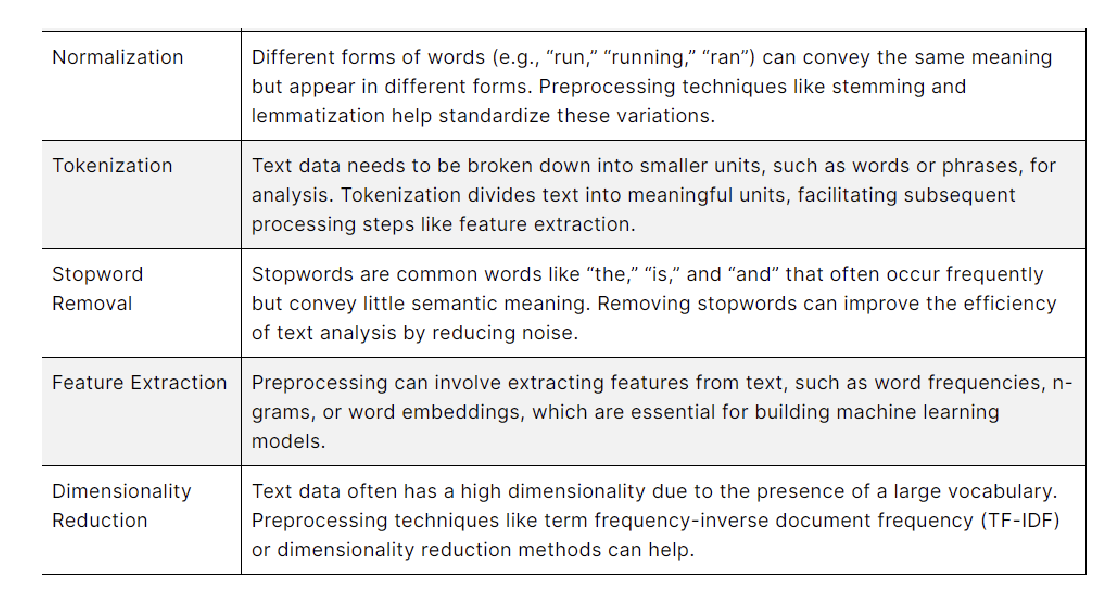 Normalization
Different forms of words (e.g., “run,” “running,” “ran”) can convey the same meaning
but appear in different forms. Preprocessing techniques like stemming and
lemmatization help standardize these variations.
Tokenization
Text data needs to be broken down into smaller units, such as words or phrases, for
analysis. Tokenization divides text into meaningful units, facilitating subsequent
processing steps like feature extraction.
Stopword
Removal
Stopwords are common words like “the,” “is,” and “and” that often occur frequently
but convey little semantic meaning. Removing stopwords can improve the efficiency
of text analysis by reducing noise.
Feature Extraction
Preprocessing can involve extracting features from text, such as word frequencies, n-
grams, or word embeddings, which are essential for building machine learning
models.
Dimensionality
Reduction
Text data often has a high dimensionality due to the presence of a large vocabulary.
Preprocessing techniques like term frequency-inverse document frequency (TF-IDF)
or dimensionality reduction methods can help.